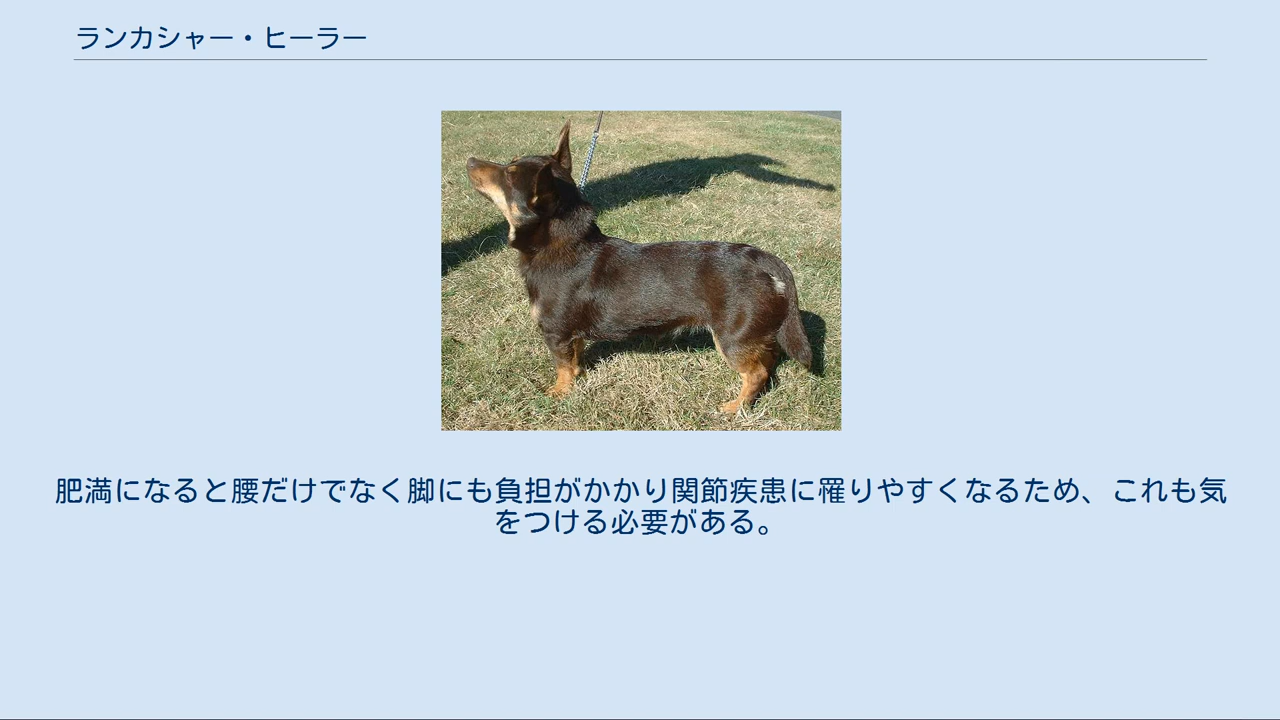 ランカシャー・ヒーラー
肥満になると腰だけでなく脚にも負担がかかり関節疾患に罹りやすくなるため、これも気
をつける必要がある。